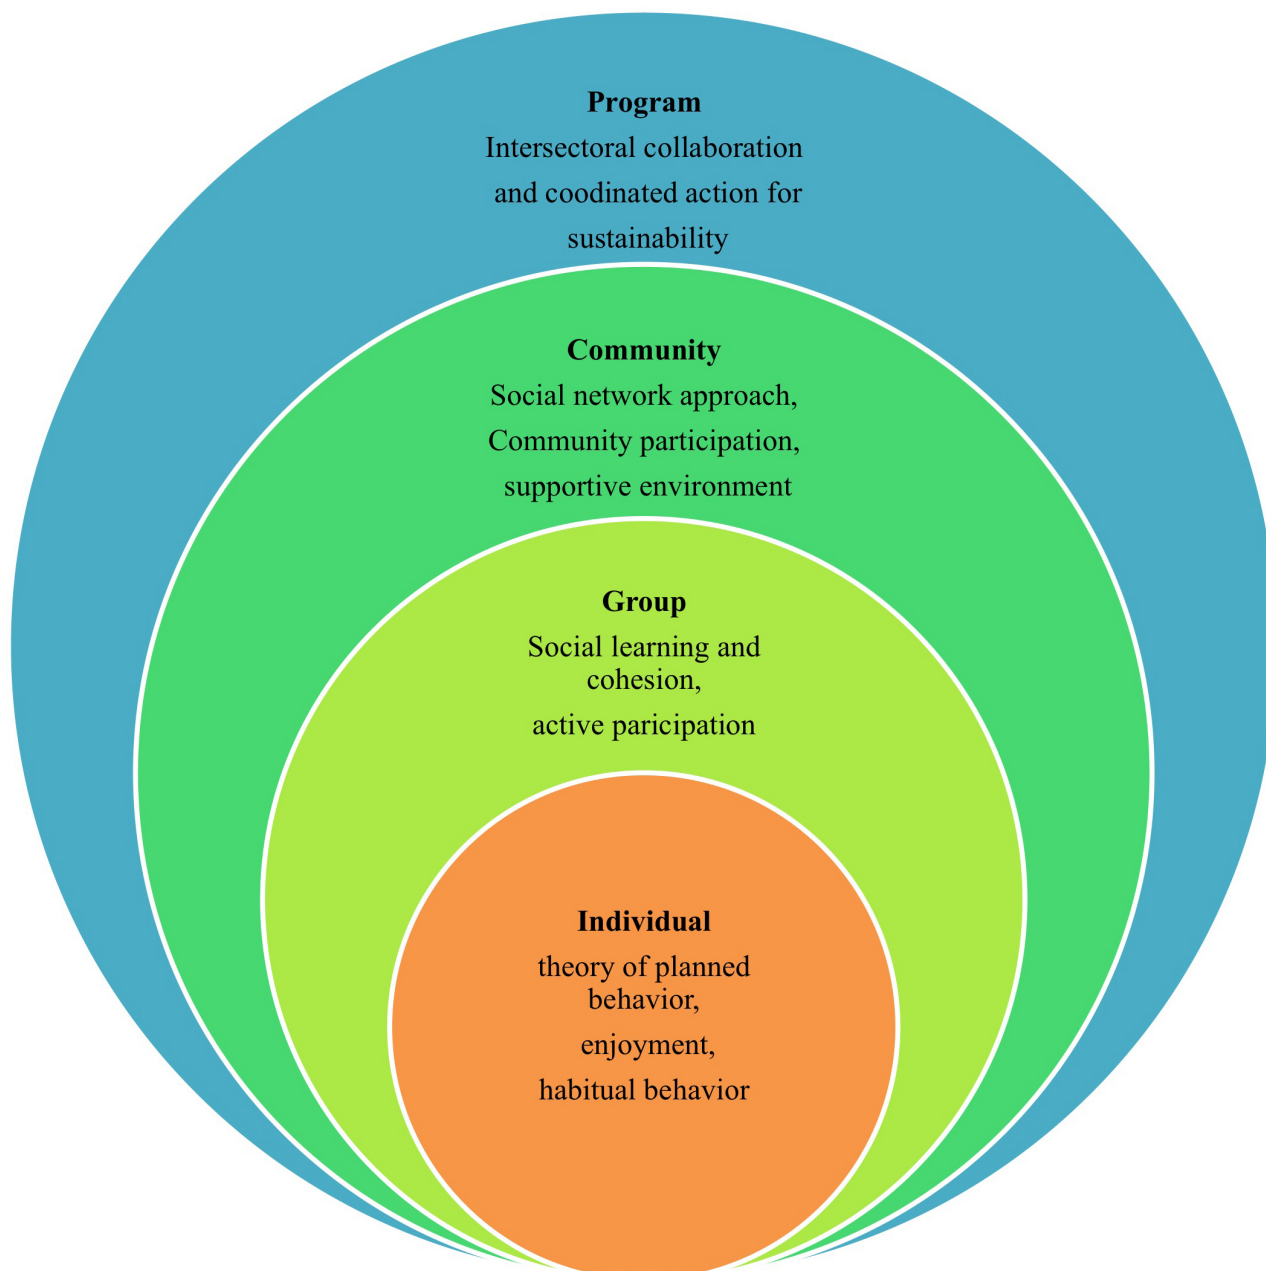 Program
Intersectoral collaboration
and coodinated action for
sustainability
Community
Social network approach,
Community participation,
supportive environment
Group
Social learning and
cohesion,
active paricipation
Individual
theory of planned
behavior,
enjoyment,
habitual behavior